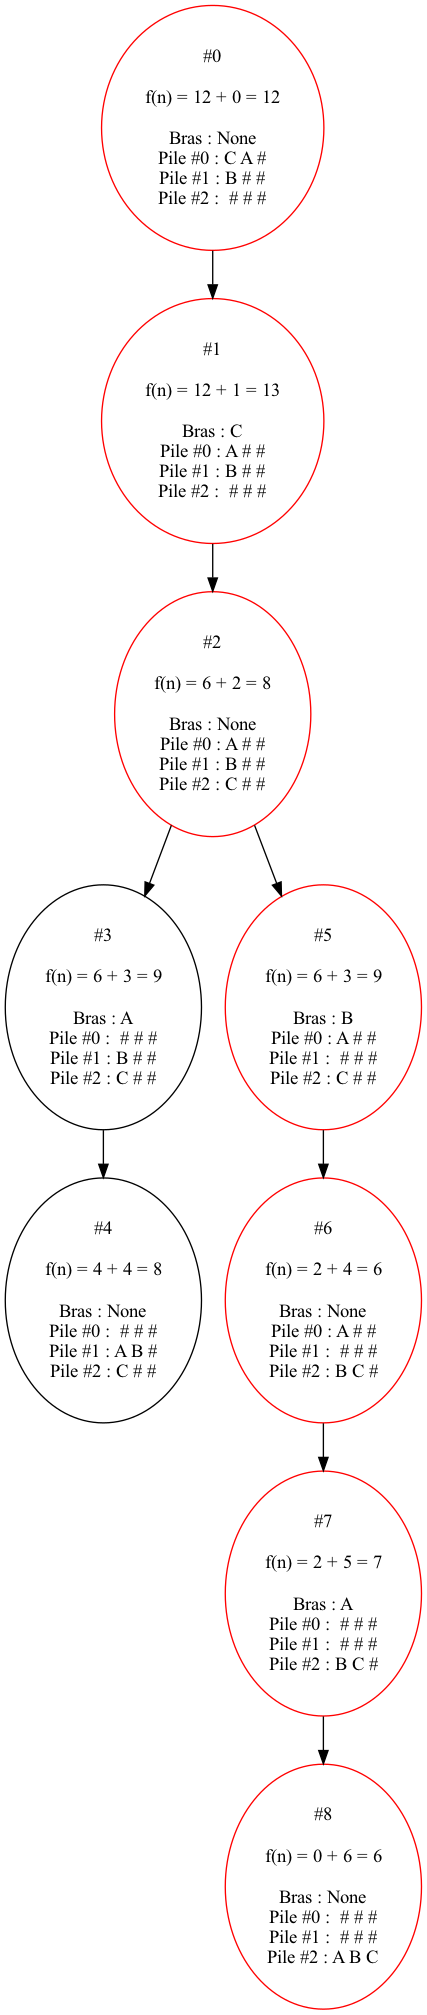 #0
f(n) = 12 + 0 = 12
Bras : None
Pile #0 : C A #
Pile #1 : B # #
Pile #2 :  # # #
#1
f(n) = 12 + 1 = 13
Bras : C
Pile #0 : A # #
Pile #1 : B # #
Pile #2 :  # # #
#2
f(n) = 6 + 2 = 8
Bras : None
Pile #0 : A # #
Pile #1 : B # #
Pile #2 : C # #
#3
f(n) = 6 + 3 = 9
Bras : A
Pile #0 :  # # #
Pile #1 : B # #
Pile #2 : C # #
#5
f(n) = 6 + 3 = 9
Bras : B
Pile #0 : A # #
Pile #1 :  # # #
Pile #2 : C # #
#4
f(n) = 4 + 4 = 8
Bras : None
Pile #0 :  # # #
Pile #1 : A B #
Pile #2 : C # #
#6
f(n) = 2 + 4 = 6
Bras : None
Pile #0 : A # #
Pile #1 :  # # #
Pile #2 : B C #
#7
f(n) = 2 + 5 = 7
Bras : A
Pile #0 :  # # #
Pile #1 :  # # #
Pile #2 : B C #
#8
f(n) = 0 + 6 = 6
Bras : None
Pile #0 :  # # #
Pile #1 :  # # #
Pile #2 : A B C